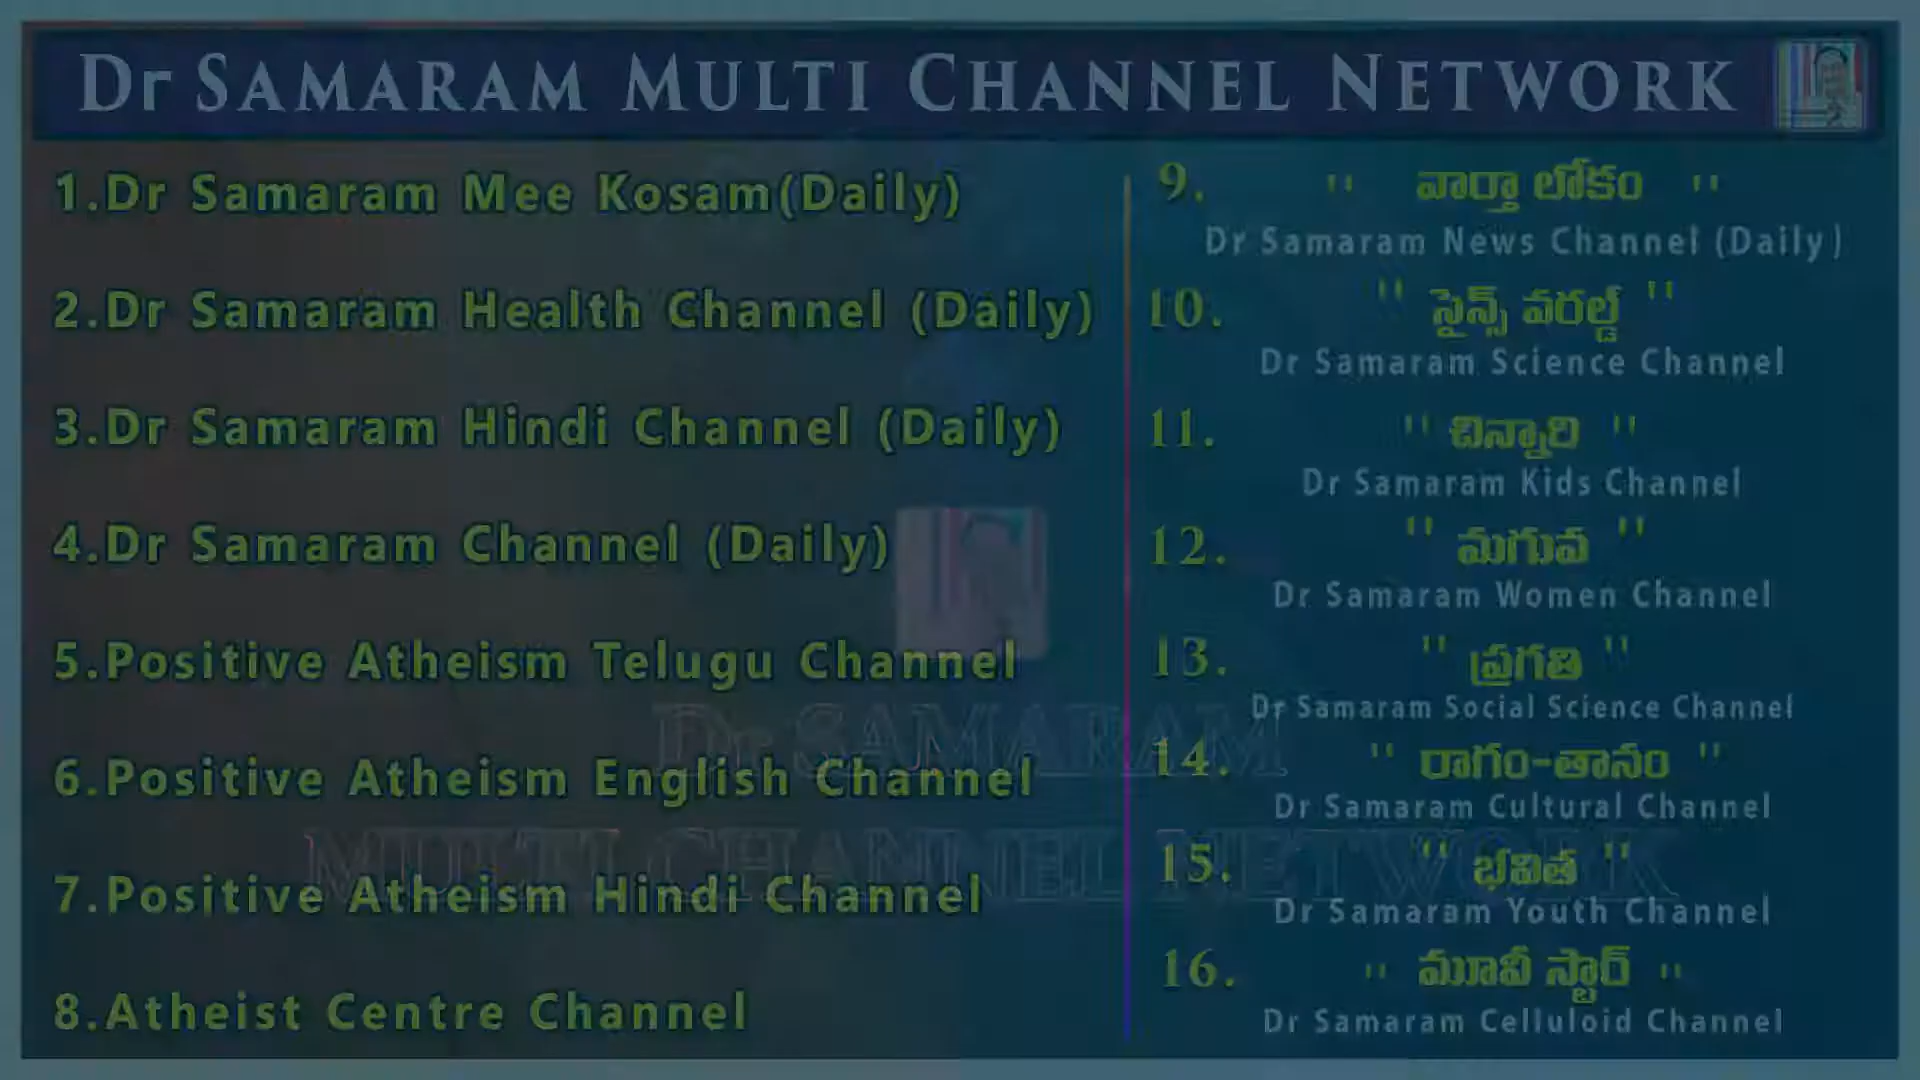 Dr SAMARAM MULTI CHANNEL NETWORK
1.Dr Samaram Mee Kosam(Daily)
2.Dr Samaram Health Channel (Daily)
3.Dr Samaram Hindi Channel (Daily)
4.Dr Samaram Channel (Daily)
5.Positive Atheism Telugu Channel
6.Positive Atheism English Channel
7.Positive Atheism Hindi Channel
8.Atheist Centre Channel
9. " వార్తా లోకం "
Dr Samaram News Channel (Daily)
10. " సైన్స్ వరల్డ్ "
Dr Samaram Science Channel
11. " చిన్నారి "
Dr Samaram Kids Channel
12. " మగువ "
Dr Samaram Women Channel
13. " ప్రగతి "
Dr Samaram Social Science Channel
14. " రాగం-తానం "
Dr Samaram Cultural Channel
15. " భవిత "
Dr Samaram Youth Channel
16. " మూవీ స్టార్ "
Dr Samaram Celluloid Channel
Dr SAMARAM
MULTI CHANNEL NETWORK